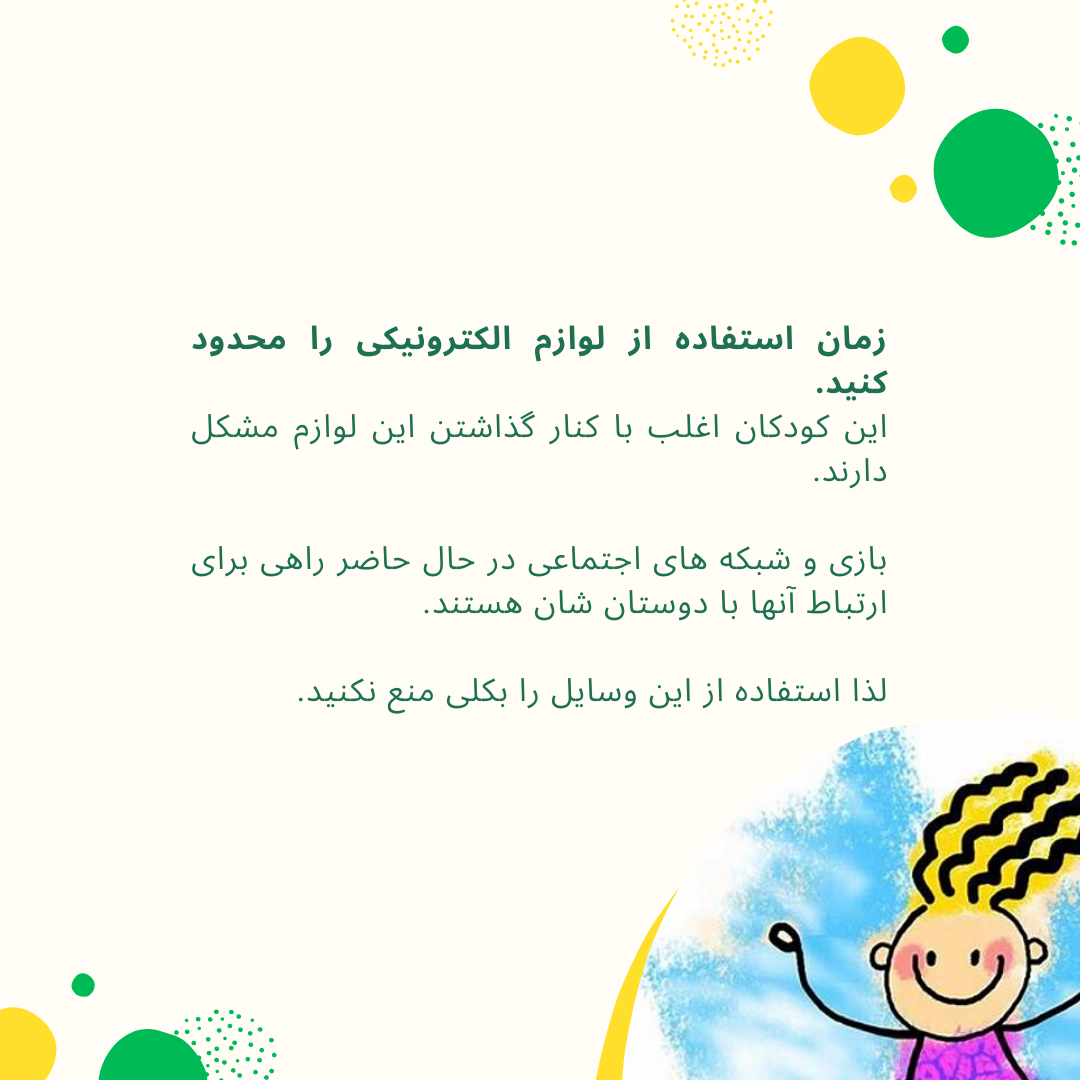 زمان استفاده از لوازم الکترونیکی را محدود
کنید.
این کودکان اغلب با کنار گذاشتن این لوازم مشکل
دارند.
بازی و شبکه های اجتماعی در حال حاضر راهی برای
ارتباط آنها با دوستان شان هستند.
لذا استفاده از این وسایل را بکلی منع نکنید.